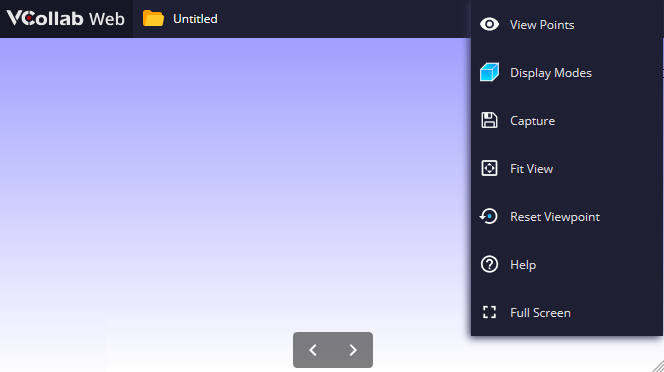 VCollab Web
Untitled
View Points
Display Modes
Capture
Fit View
Reset Viewpoint
Help
Full Screen